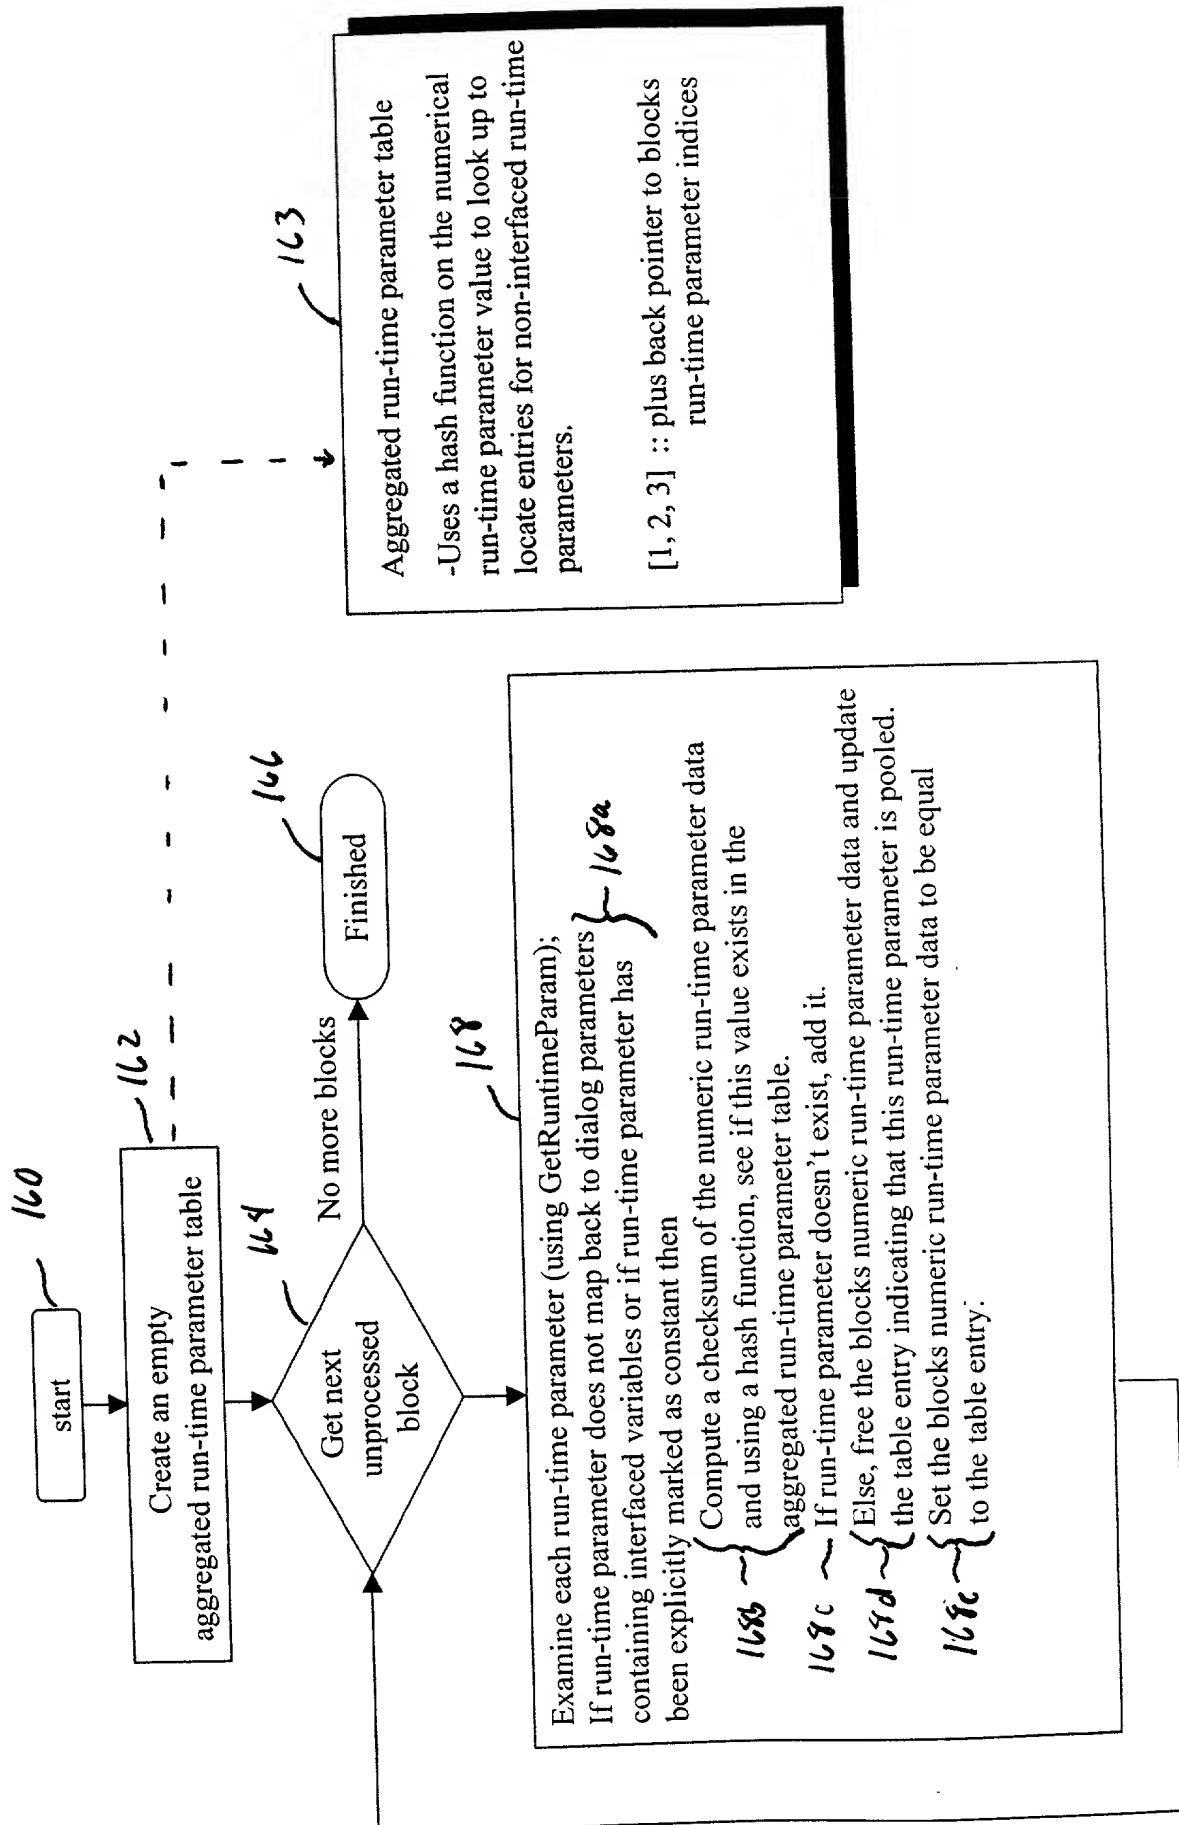 start
160
Create an empty
aggregated run-time parameter table
162
Get next
unprocessed
block
164
No more blocks
Finished
166
168
Examine each run-time parameter (using GetRuntimeParam);
If run-time parameter does not map back to dialog parameters
containing interfaced variables or if run-time parameter has
been explicitly marked as constant then
168a
Compute a checksum of the numeric run-time parameter data
and using a hash function, see if this value exists in the
aggregated run-time parameter table.
168b
If run-time parameter doesn't exist, add it.
168c
Else, free the blocks numeric run-time parameter data and update
the table entry indicating that this run-time parameter is pooled.
168d
Set the blocks numeric run-time parameter data to be equal
to the table entry.
168e
163
Aggregated run-time parameter table
-Uses a hash function on the numerical
run-time parameter value to look up to
locate entries for non-interfaced run-time
parameters.
[1, 2, 3] :: plus back pointer to blocks
run-time parameter indices